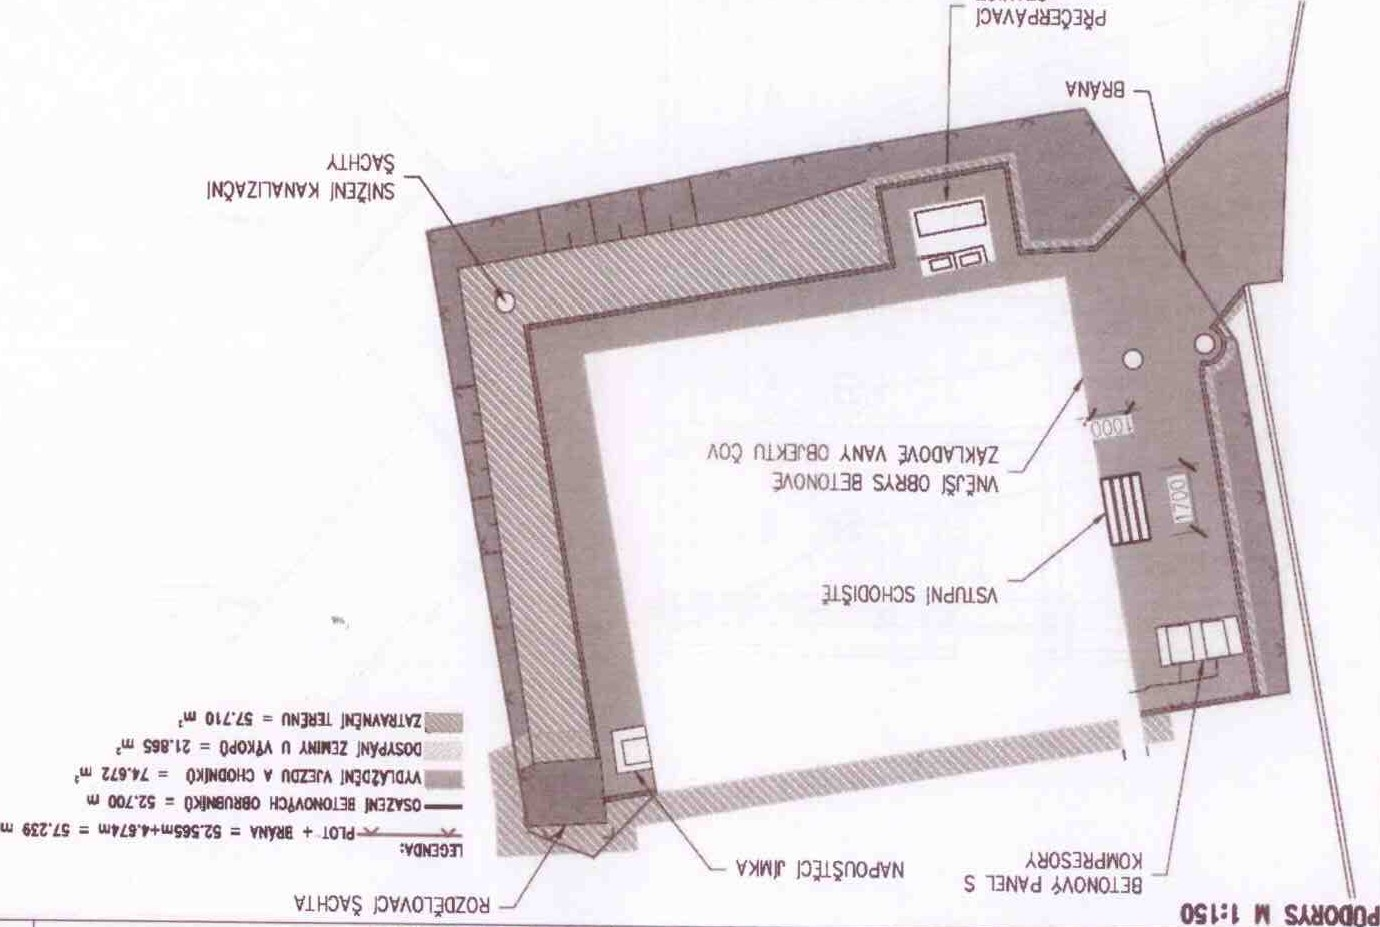 PŮDORYS M 1:150
BETONOVÝ PANEL S
KOMPRESORY
NAPOUŠTĚCÍ JÍMKA
ROZDĚLOVACÍ ŠACHTA
LEGENDA:
PLOT + BRÁNA = 52.565m+4.674m = 57.239 m
OSAZENÍ BETONOVÝCH OBRUBNÍKŮ = 52.700 m
VYDLÁŽDĚNÍ VJEZDU A CHODNÍKŮ = 74.672 m²
DOSYPÁNÍ ZEMINY U VÝKOPŮ = 21.865 m²
ZATRAVNĚNÍ TERÉNU = 57.710 m²
VSTUPNÍ SCHODIŠTĚ
1700
VNĚJŠÍ OBRYS BETONOVÉ
ZÁKLADOVÉ VANY OBJEKTU ČOV
1000
SNÍŽENÍ KANALIZAČNÍ
ŠACHTY
BRÁNA
PŘEČERPÁVACÍ